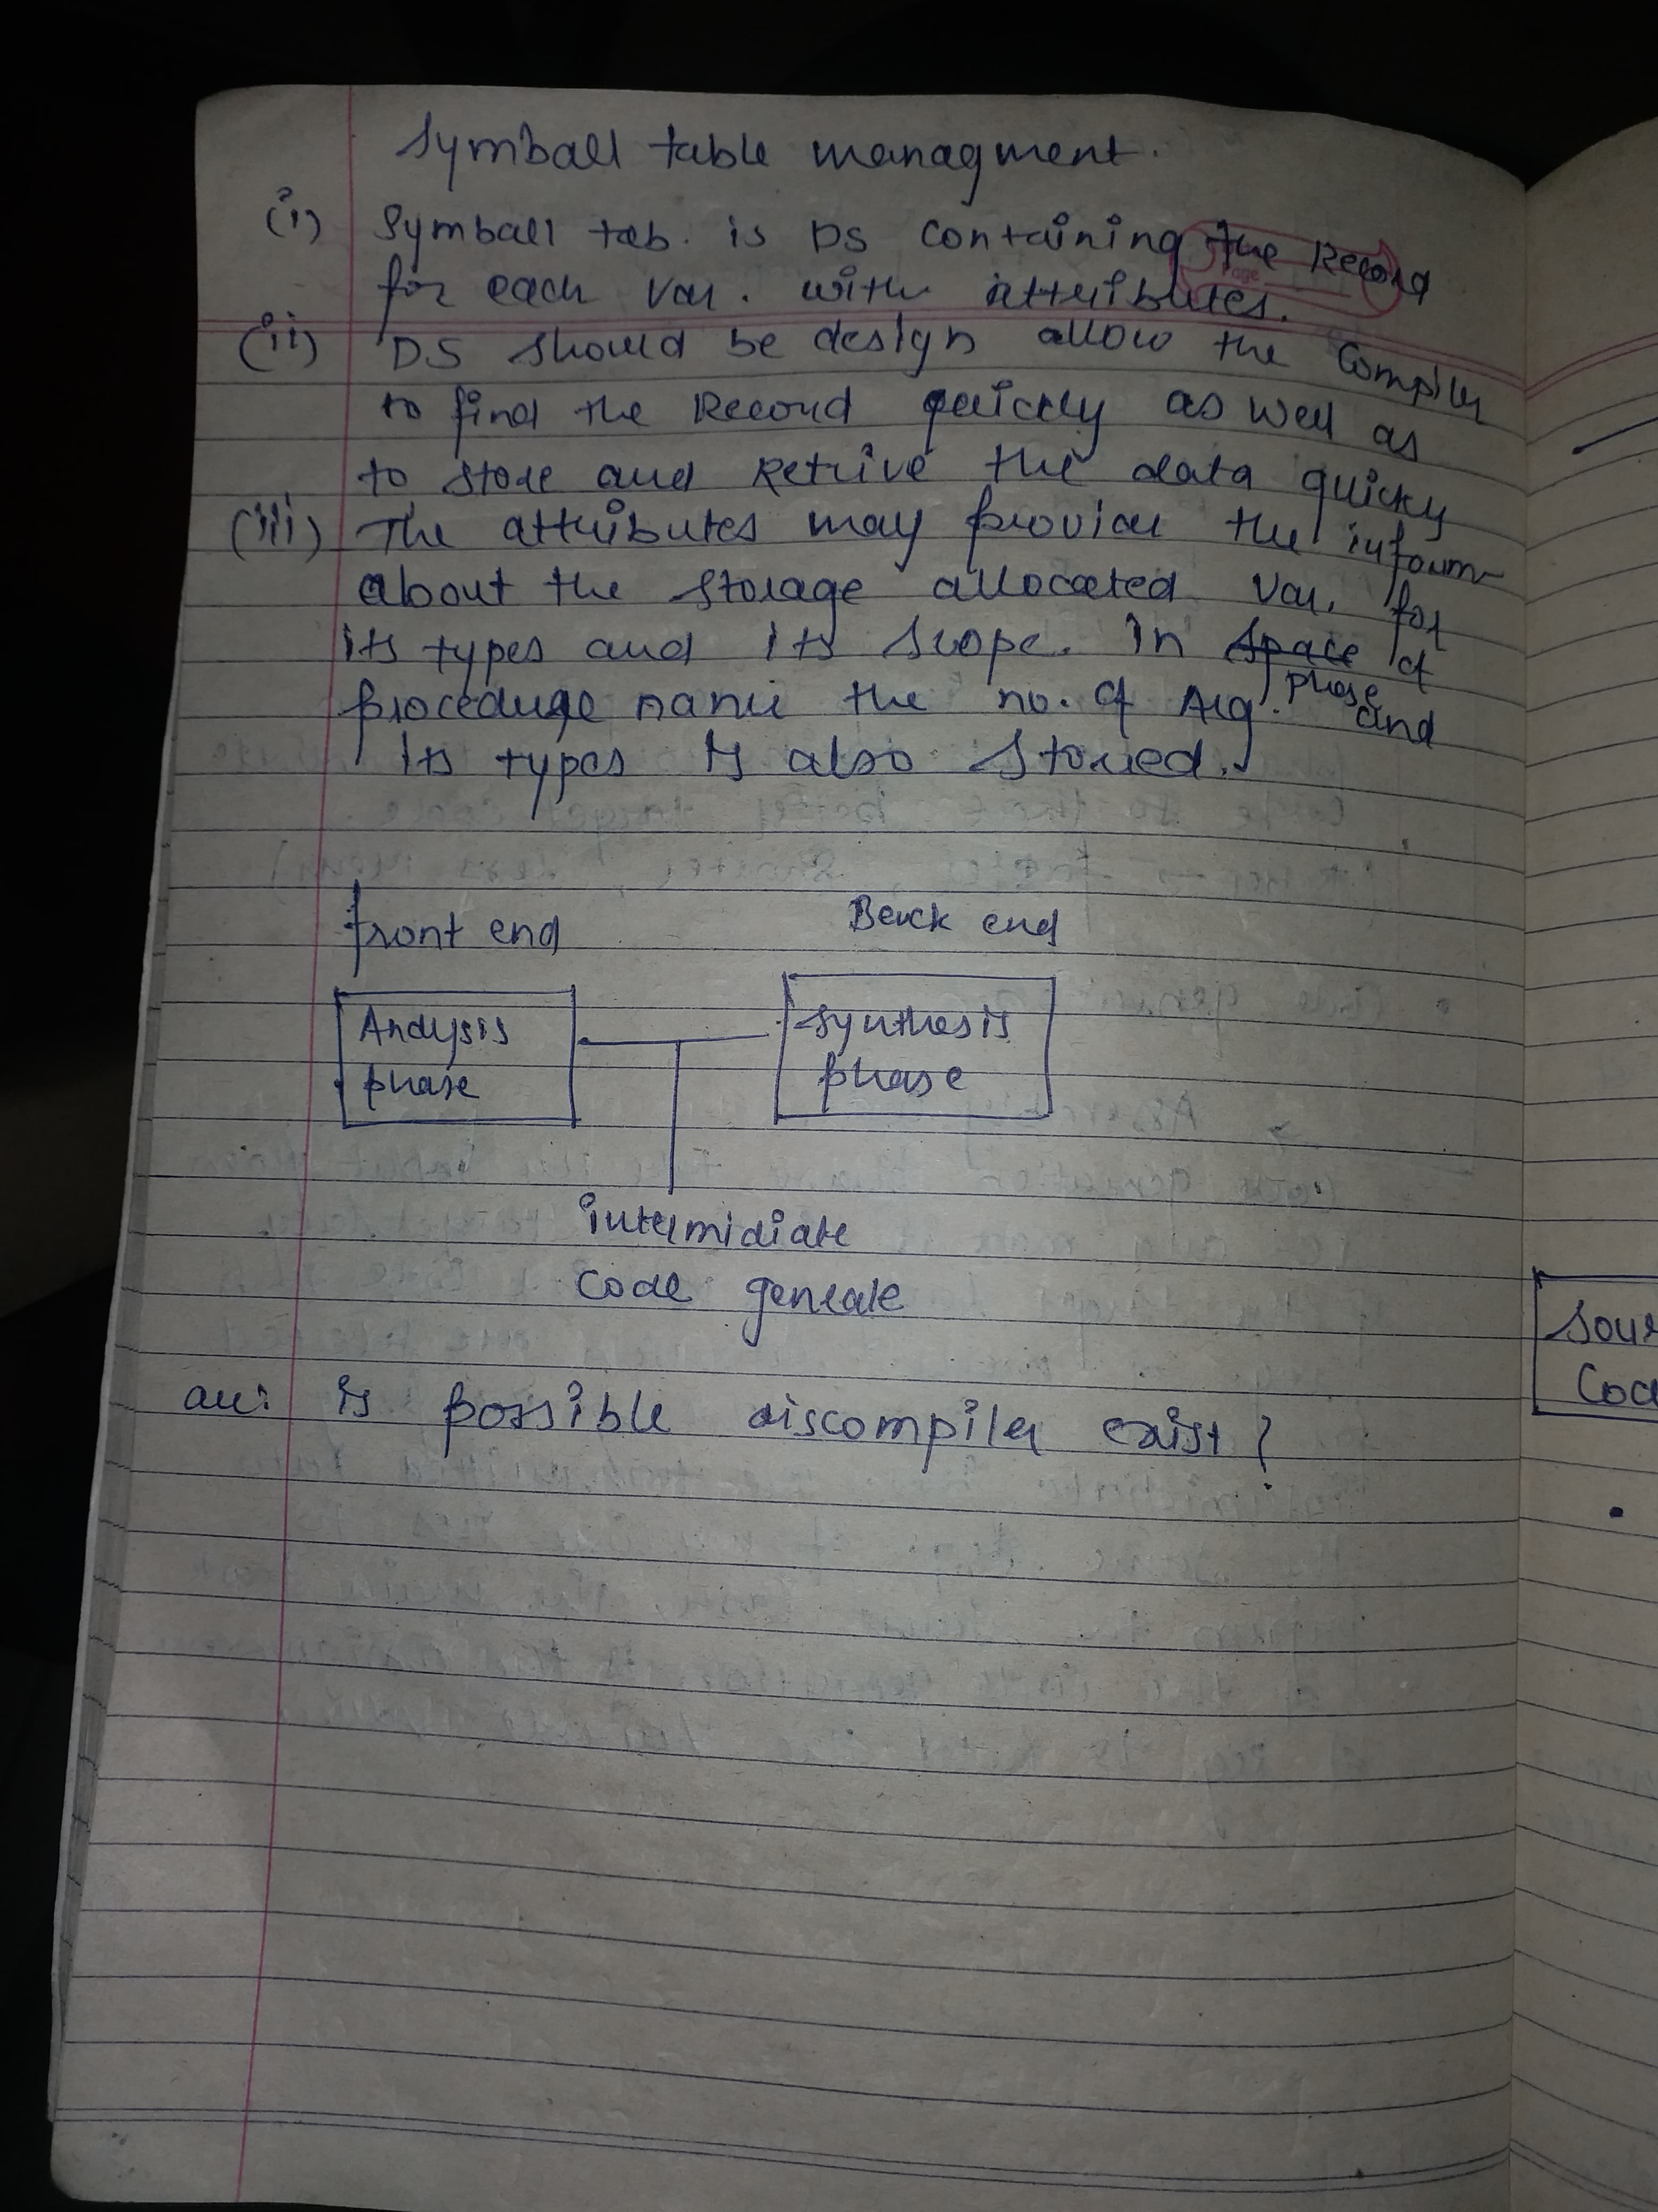 Symball table managment.
(i) Symball tab. is DS containing the Record
for each var. with attributes.
(ii) DS should be design allow the Compiler
to find the Record quickly as well as
to store and Retrive the data quicky
(iii) The attributes may provide the inform
about the storage allocated var. for
its types and its scope. In space of
phase
procedure name the no. of Arg. and
its types is also stored.
front end Back end
Analysis Synthesis
phase phase
intermidiate
Code generate
Que: is possible discompiler exist?
Sour
Cod